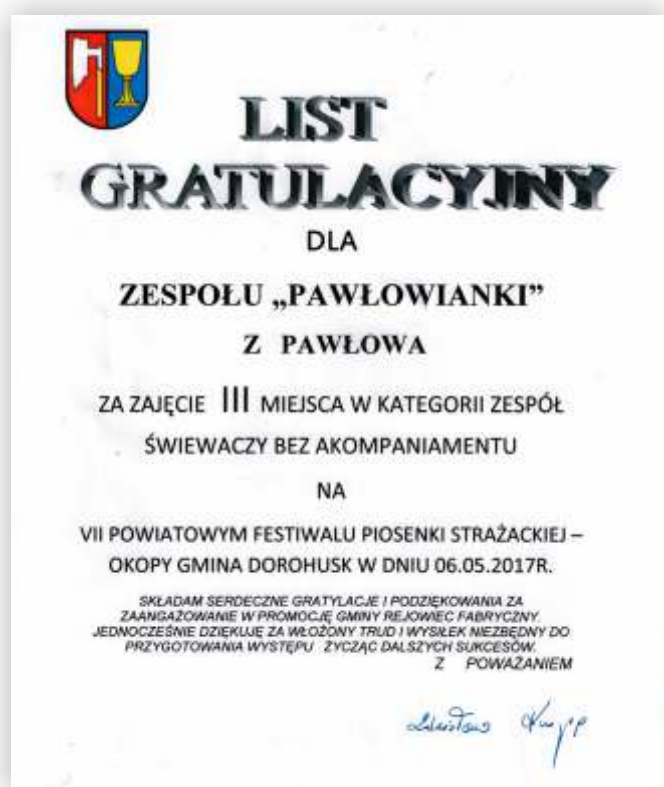 LIST
GRATULACYJNY
DLA
ZESPOŁU „PAWŁOWIANKI”
Z PAWŁOWA
ZA ZAJĘCIE III MIEJSCA W KATEGORII ZESPÓŁ
ŚWIEWACZY BEZ AKOMPANIAMENTU
NA
VII POWIATOWYM FESTIWALU PIOSENKI STRAŻACKIEJ –
OKOPY GMINA DOROHUSK W DNIU 06.05.2017R.
SKŁADAM SERDECZNE GRATYLACJE I PODZIĘKOWANIA ZA
ZAANGAŻOWANIE W PROMOCJĘ GMINY REJOWIEC FABRYCZNY.
JEDNOCZEŚNIE DZIĘKUJĘ ZA WŁOŻONY TRUD I WYSIŁEK NIEZBĘDNY DO
PRZYGOTOWANIA WYSTĘPU ŻYCZĄC DALSZYCH SUKCESÓW.
Z POWAŻANIEM